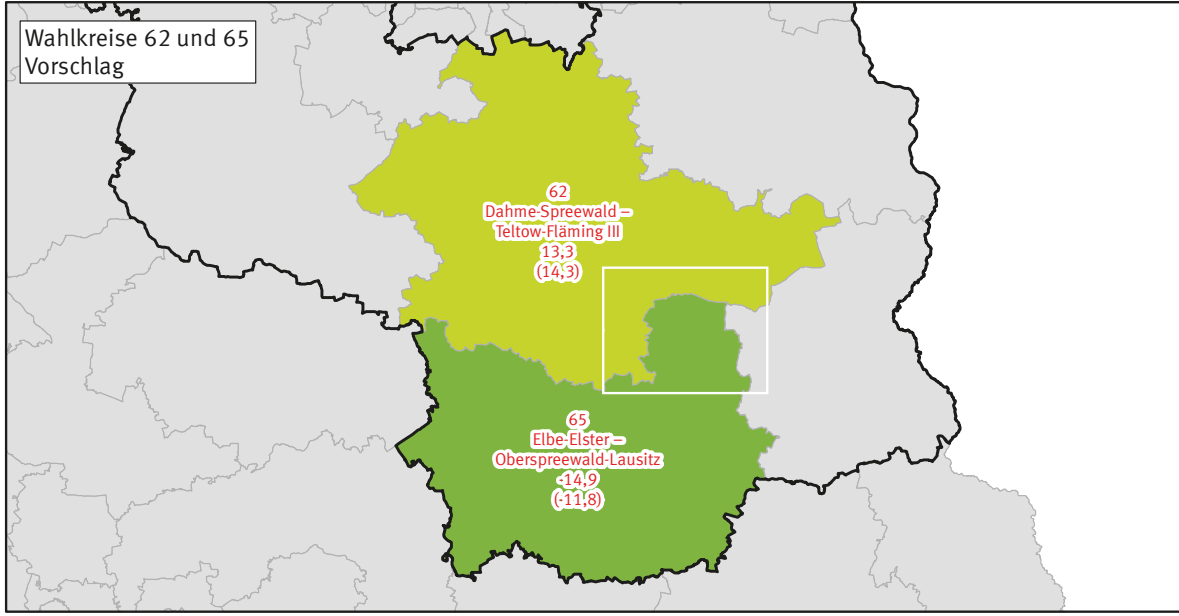 Wahlkreise 62 und 65
Vorschlag
62
Dahme-Spreewald –
Teltow-Fläming III
13,3
(14,3)
65
Elbe-Elster –
Oberspreewald-Lausitz
-14,9
(-11,8)